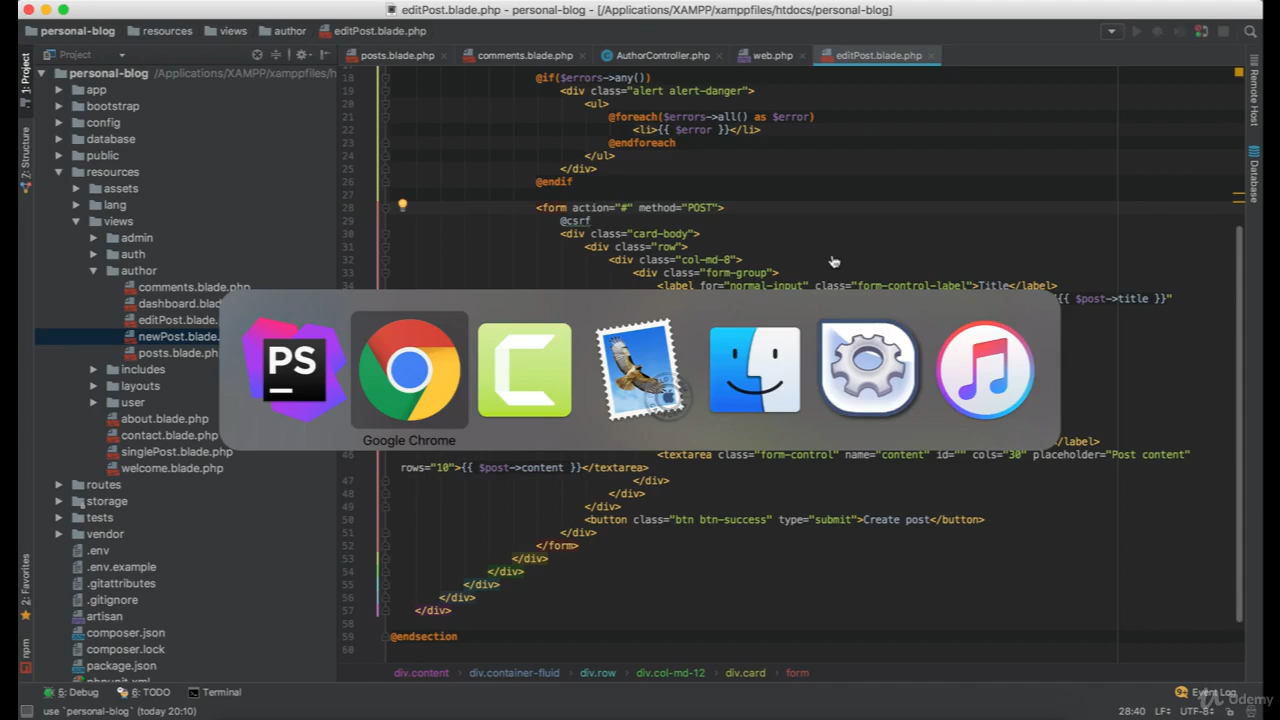 editPost.blade.php - personal-blog - [/Applications/XAMPP/xamppfiles/htdocs/personal-blog]
personal-blog resources views author editPost.blade.php
Project
posts.blade.php comments.blade.php AuthorController.php web.php editPost.blade.php
personal-blog /Applications/XAMPP/xamppfiles/h
app
bootstrap
config
database
public
resources
assets
lang
views
admin
auth
author
comments.blade.php
dashboard.blad
editPost.blade.
newPost.blade.
posts.blade.ph
includes
layouts
user
about.blade.php
contact.blade.php
singlePost.blade.php
welcome.blade.php
routes
storage
tests
vendor
.env
.env.example
.gitattributes
.gitignore
artisan
composer.json
composer.lock
package.json
phpunit.xml
1: Project
7: Structure
2: Favorites
npm
18 @if($errors->any())
19 <div class="alert alert-danger">
20 <ul>
21 @foreach($errors->all() as $error)
22 <li>{{ $error }}</li>
23 @endforeach
24 </ul>
25 </div>
26 @endif
27
28 <form action="#" method="POST">
29 @csrf
30 <div class="card-body">
31 <div class="row">
32 <div class="col-md-8">
33 <div class="form-group">
34 <label for="normal-input" class="form-control-label">Title</label>
{{ $post->title }}"
PS
Google Chrome
</label>
46 <textarea class="form-control" name="content" id="" cols="30" placeholder="Post content"
rows="10">{{ $post->content }}</textarea>
47 </div>
48 </div>
49 </div>
50 <button class="btn btn-success" type="submit">Create post</button>
51 </div>
52 </form>
53 </div>
54 </div>
55 </div>
56 </div>
57 </div>
58
59 @endsection
60
Remote Host
Database
div.content div.container-fluid div.row div.col-md-12 div.card form
5: Debug 6: TODO Terminal
Event Log
use `personal-blog` (today 20:10)
28:40 LF÷ UTF-8÷
Udemy